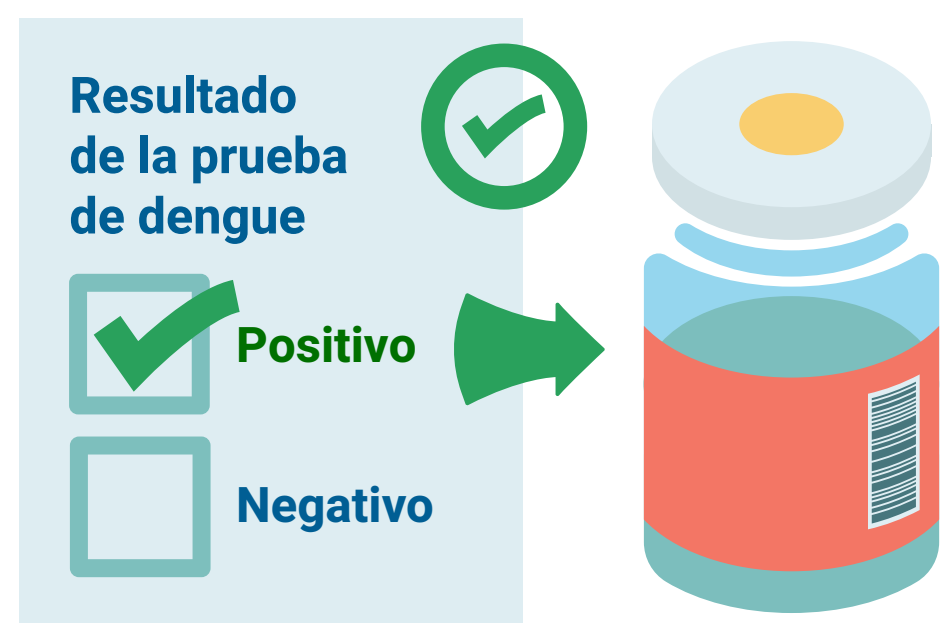 Resultado
de la prueba
de dengue
Positivo
Negativo